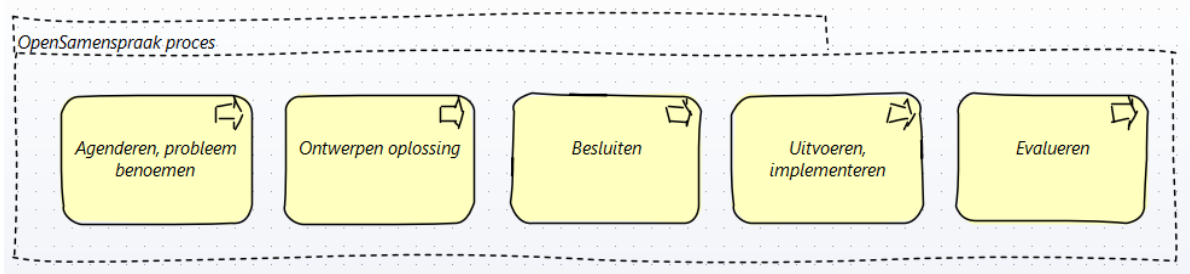 OpenSamenspraak proces
Agenderen, probleem
benoemen
Ontwerpen oplossing
Besluiten
Uitvoeren,
implementeren
Evalueren